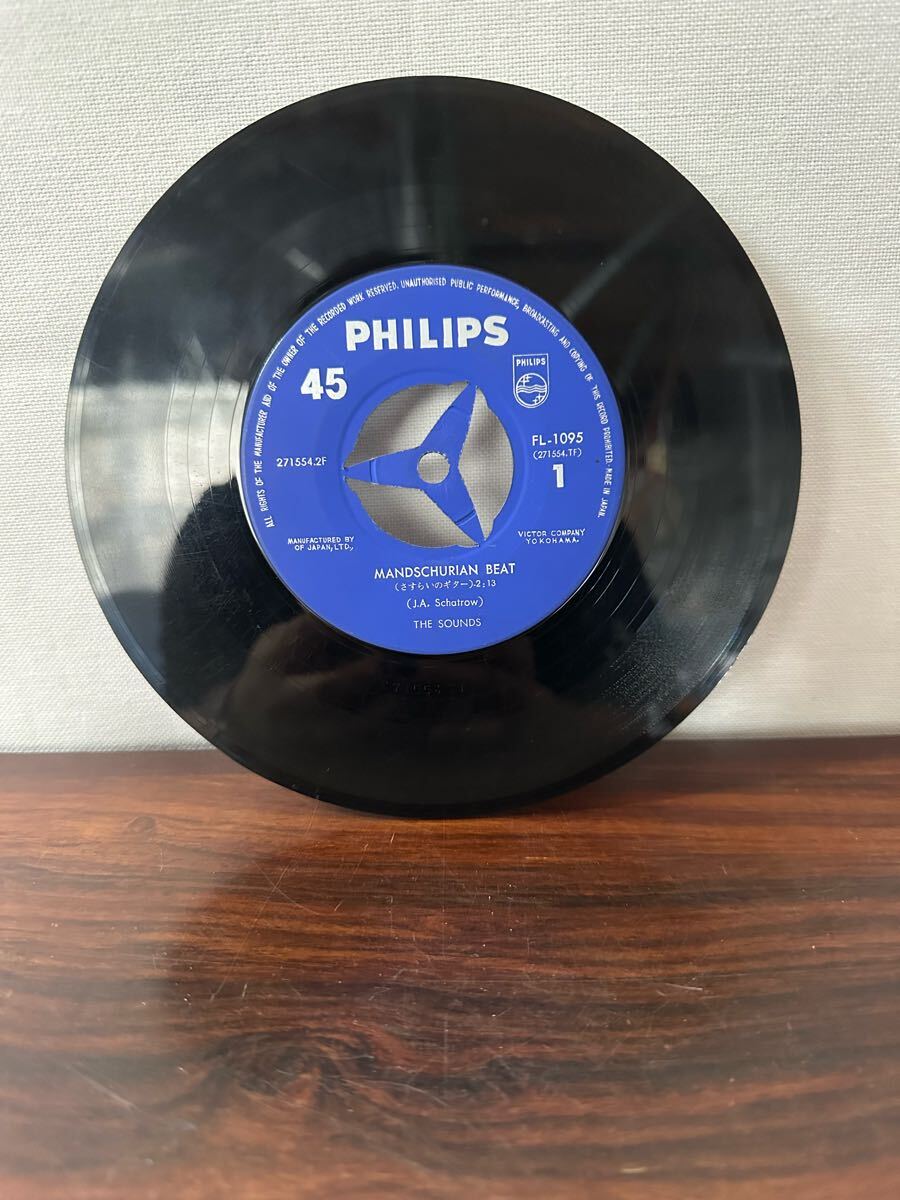 ALL RIGHTS OF THE MANUFACTURER AND OF THE OWNER OF THE RECORDED WORK RESERVED. UNAUTHORISED PUBLIC PERFORMANCE, BROADCASTING AND COPYING OF THIS RECORD PROHIBITED. MADE IN JAPAN.
PHILIPS
45
PHILIPS
FL-1095
271554.2F
(271554.TF)
1
MANUFACTURED BY VICTOR COMPANY
OF JAPAN, LTD., YOKOHAMA.
MANDSCHURIAN BEAT
(さすらいのギター)-2:13
(J.A. Schatrow)
THE SOUNDS